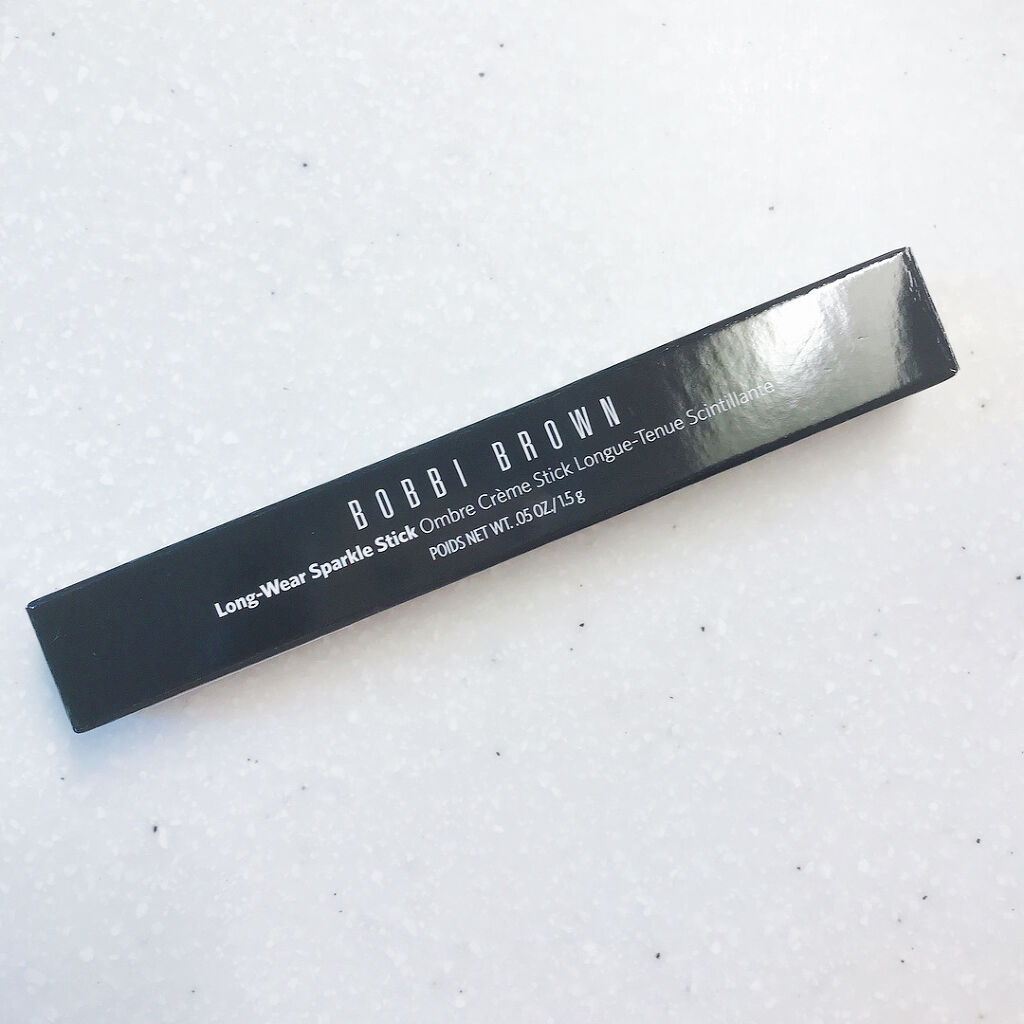 BOBBI BROWN
Long-Wear Sparkle Stick Ombre Crème Stick Longue-Tenue Scintillante
POIDS NET WT. .05 OZ./1.5 g